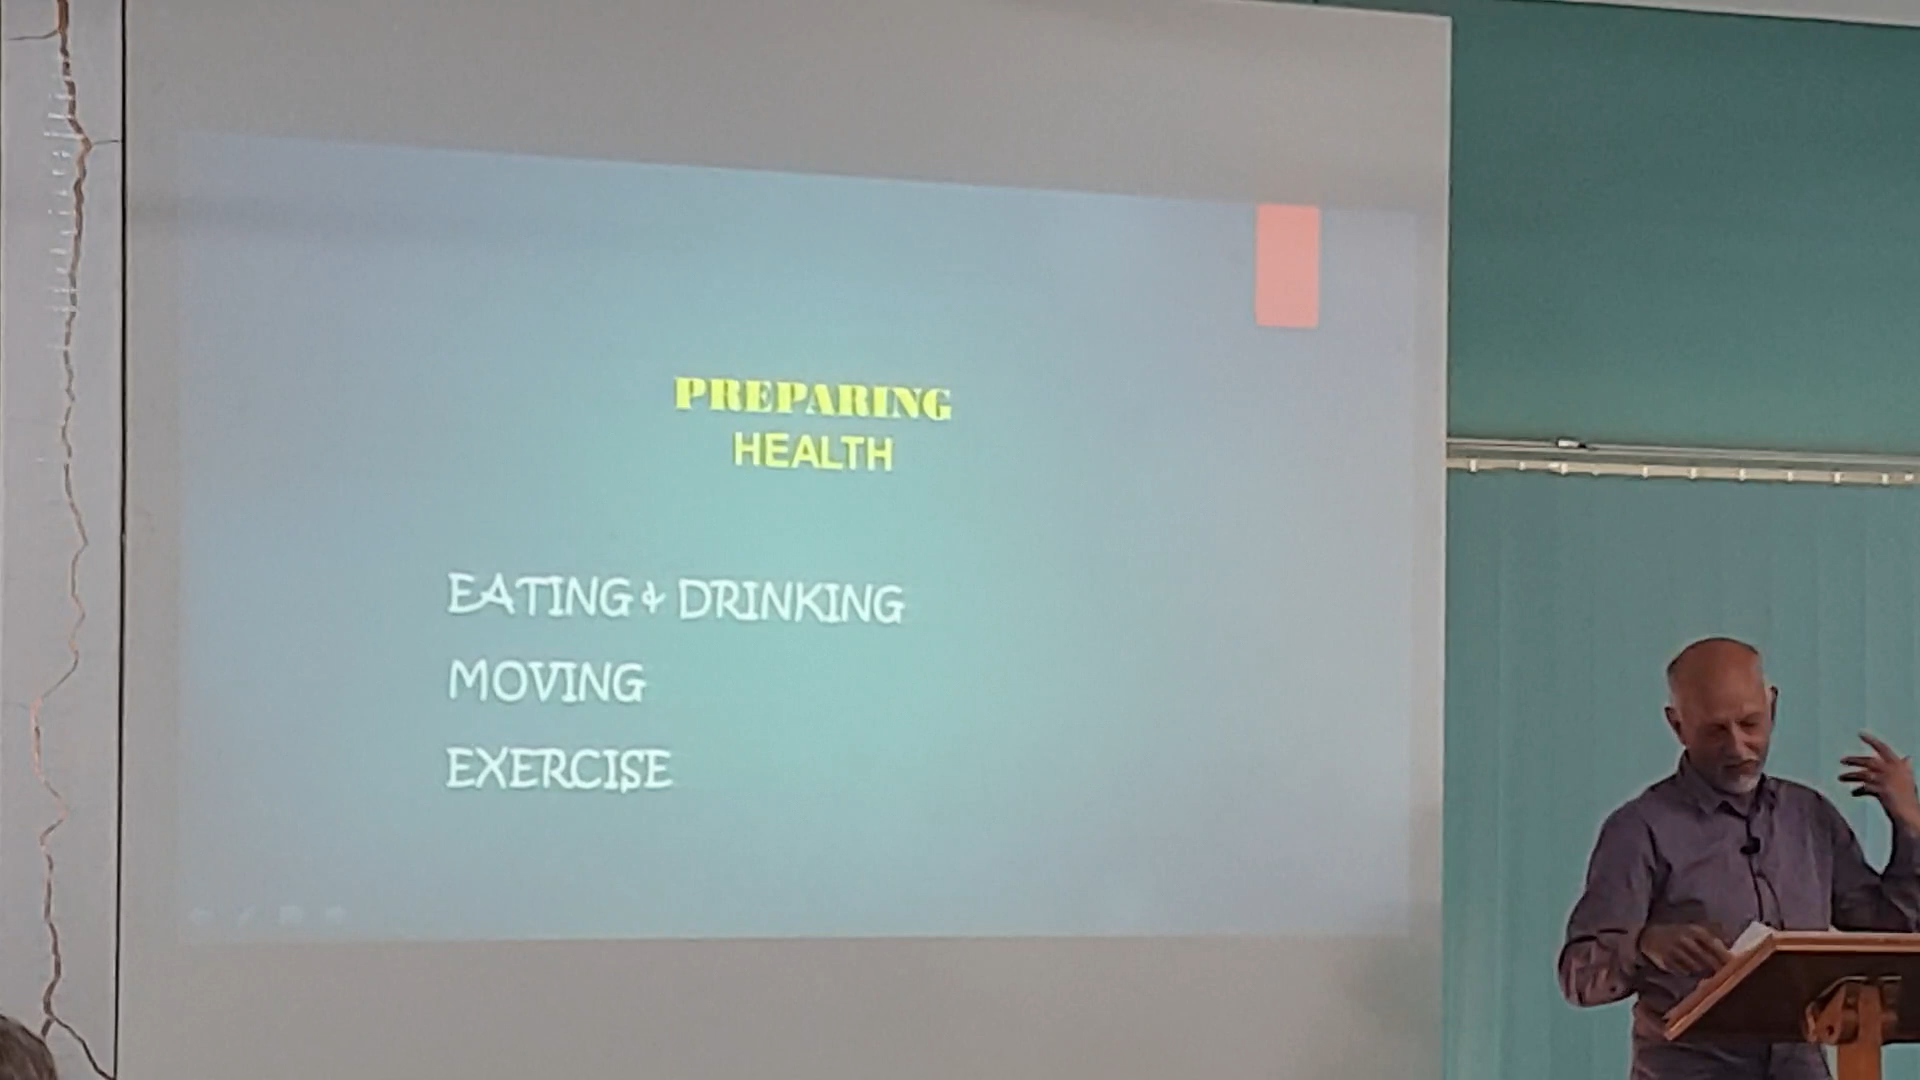 PREPARING
HEALTH
EATING & DRINKING
MOVING
EXERCISE